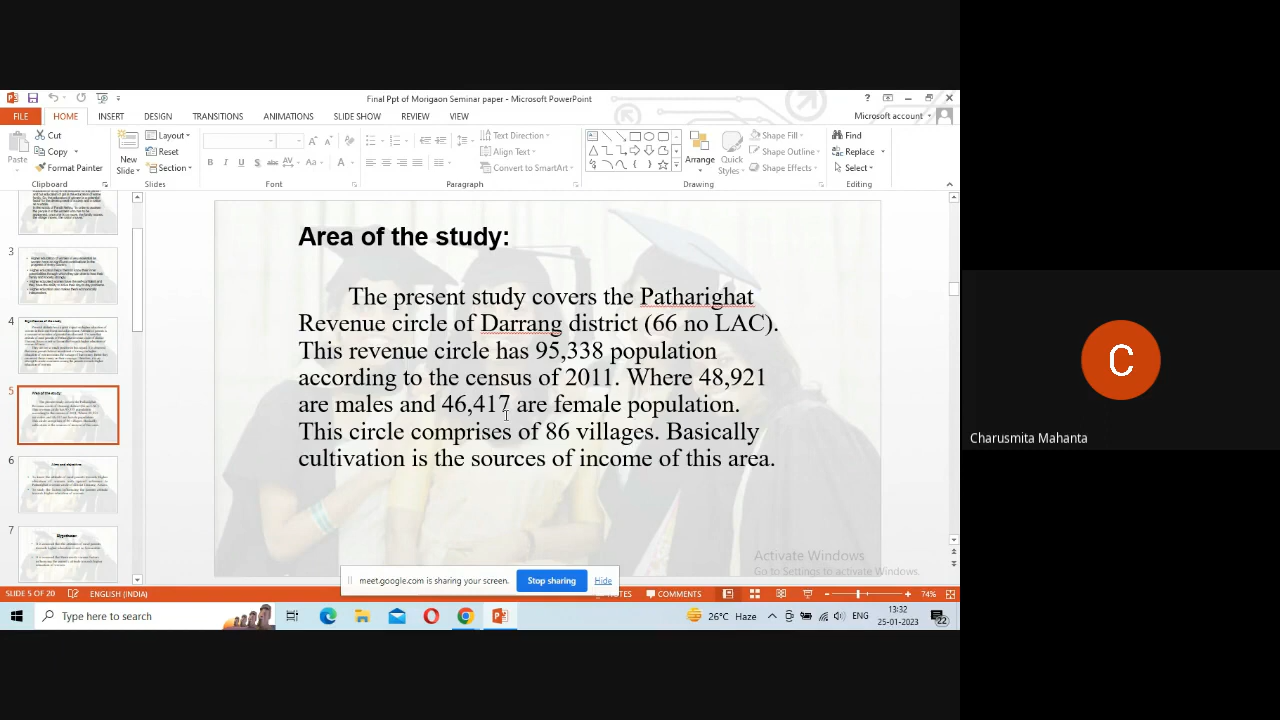 Final Ppt of Morigaon Seminar paper - Microsoft PowerPoint
FILE HOME INSERT DESIGN TRANSITIONS ANIMATIONS SLIDE SHOW REVIEW VIEW Microsoft account
Cut
Copy
Format Painter
Paste
Clipboard
New
Slide
Layout
Reset
Section
Slides
Font
Text Direction
Align Text
Convert to SmartArt
Paragraph
Arrange
Quick
Styles
Shape Fill
Shape Outline
Shape Effects
Drawing
Find
Replace
Select
Editing
3
4
5
6
7
Area of the study:
The present study covers the Patharighat
Revenue circle of Darrang district (66 no LAC).
This revenue circle has 95,338 population
according to the census of 2011. Where 48,921
are males and 46,417 are female population.
This circle comprises of 86 villages. Basically
cultivation is the sources of income of this area.
Activate Windows
Go to Settings to activate Windows.
meet.google.com is sharing your screen. Stop sharing Hide
SLIDE 5 OF 20 ENGLISH (INDIA) COMMENTS 74%
Type here to search
26°C Haze ENG
13:32
25-01-2023
22
C
Charusmita Mahanta